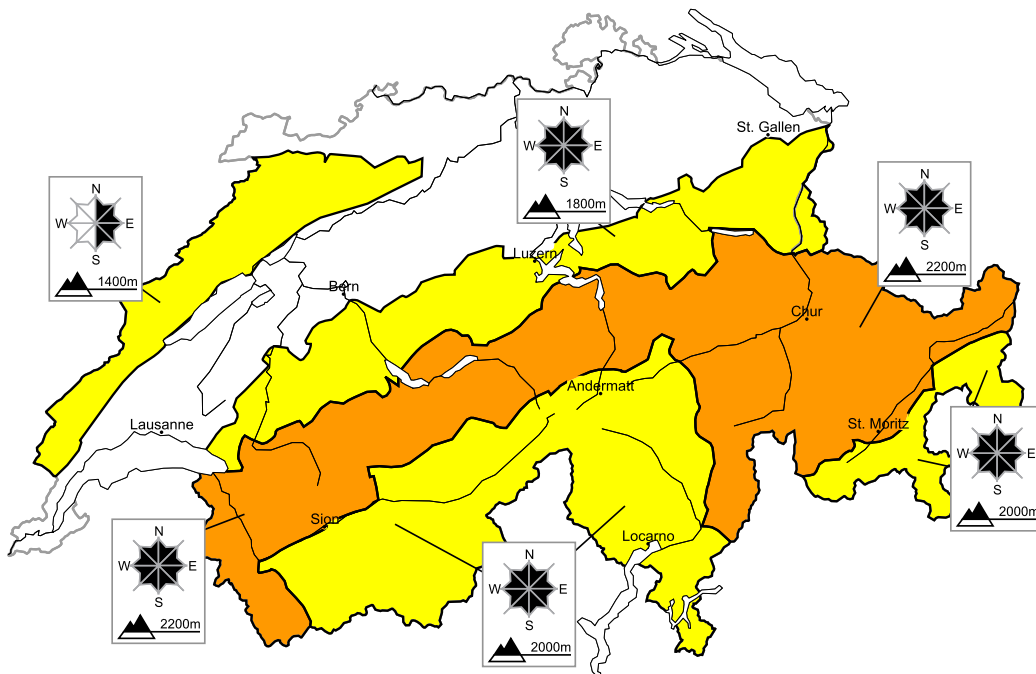 N
W E
S
1800m
St. Gallen
N
W E
S
2200m
N
W E
S
1400m
Luzern
Bern
Chur
Andermatt
Lausanne
St. Moritz
N
W E
S
2000m
Sion
Locarno
N
W E
S
2200m
N
W E
S
2000m